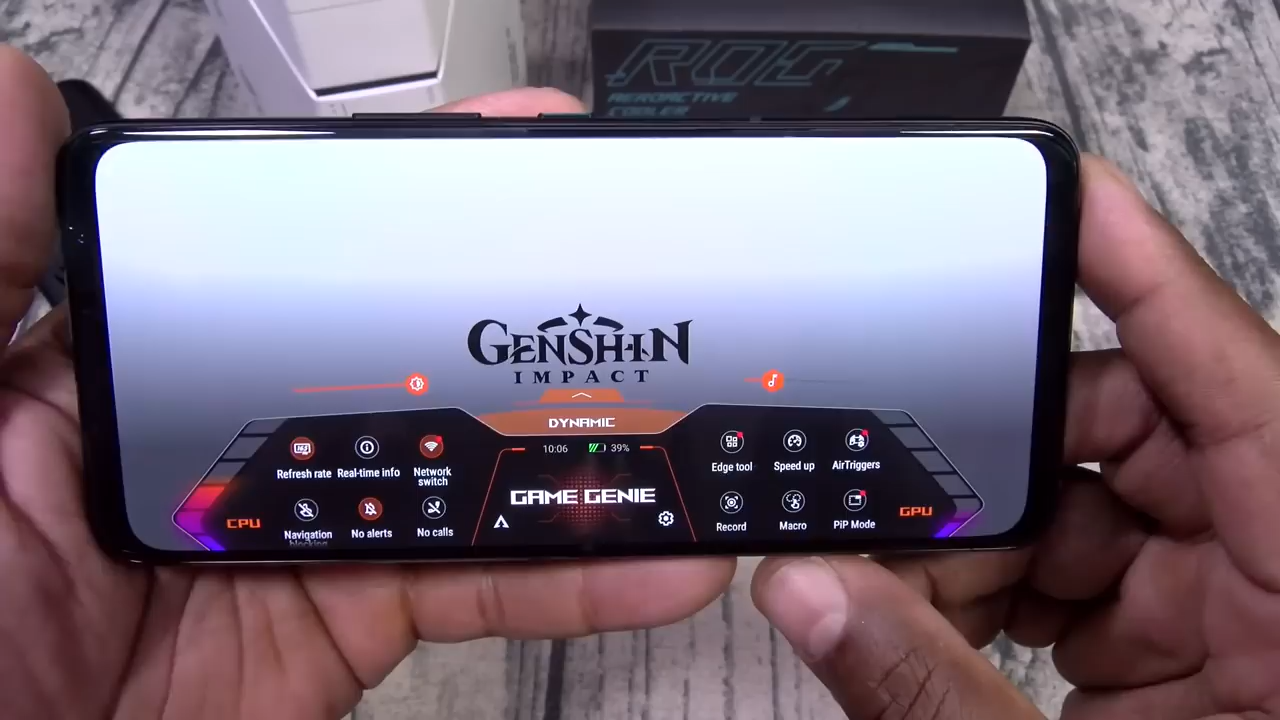 ROG
AEROACTIVE
COOLER
GENSHIN
IMPACT
DYNAMIC
10:06 39%
GAME GENIE
Refresh rate Real-time info Network switch
Navigation blocking No alerts No calls
CPU
Edge tool Speed up AirTriggers
Record Macro PiP Mode
GPU